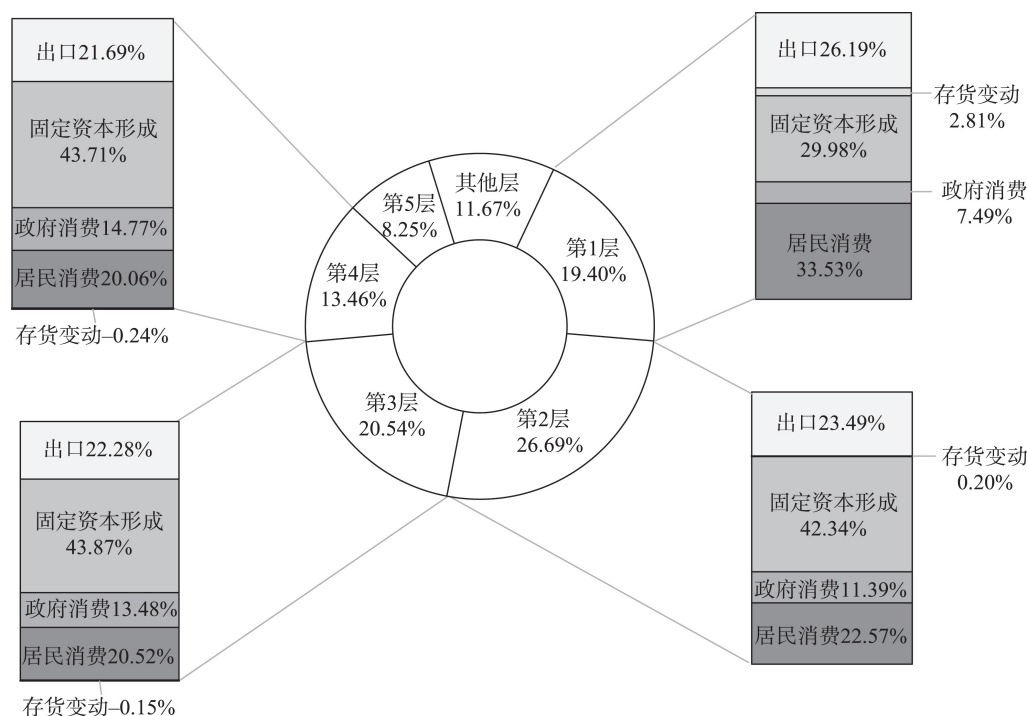 出口21.69%
固定资本形成
43.71%
政府消费14.77%
居民消费20.06%
存货变动–0.24%
出口26.19%
存货变动
2.81%
固定资本形成
29.98%
政府消费
7.49%
居民消费
33.53%
其他层
11.67%
第5层
8.25%
第1层
19.40%
第4层
13.46%
第3层
20.54%
第2层
26.69%
出口22.28%
固定资本形成
43.87%
政府消费13.48%
居民消费20.52%
存货变动–0.15%
出口23.49%
存货变动
0.20%
固定资本形成
42.34%
政府消费11.39%
居民消费22.57%